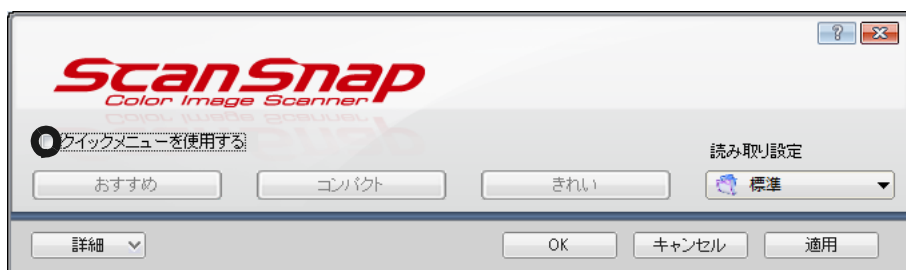 ScanSnap
Color Image Scanner
クイックメニューを使用する
読み取り設定
おすすめ
コンパクト
きれい
標準
詳細
OK
キャンセル
適用